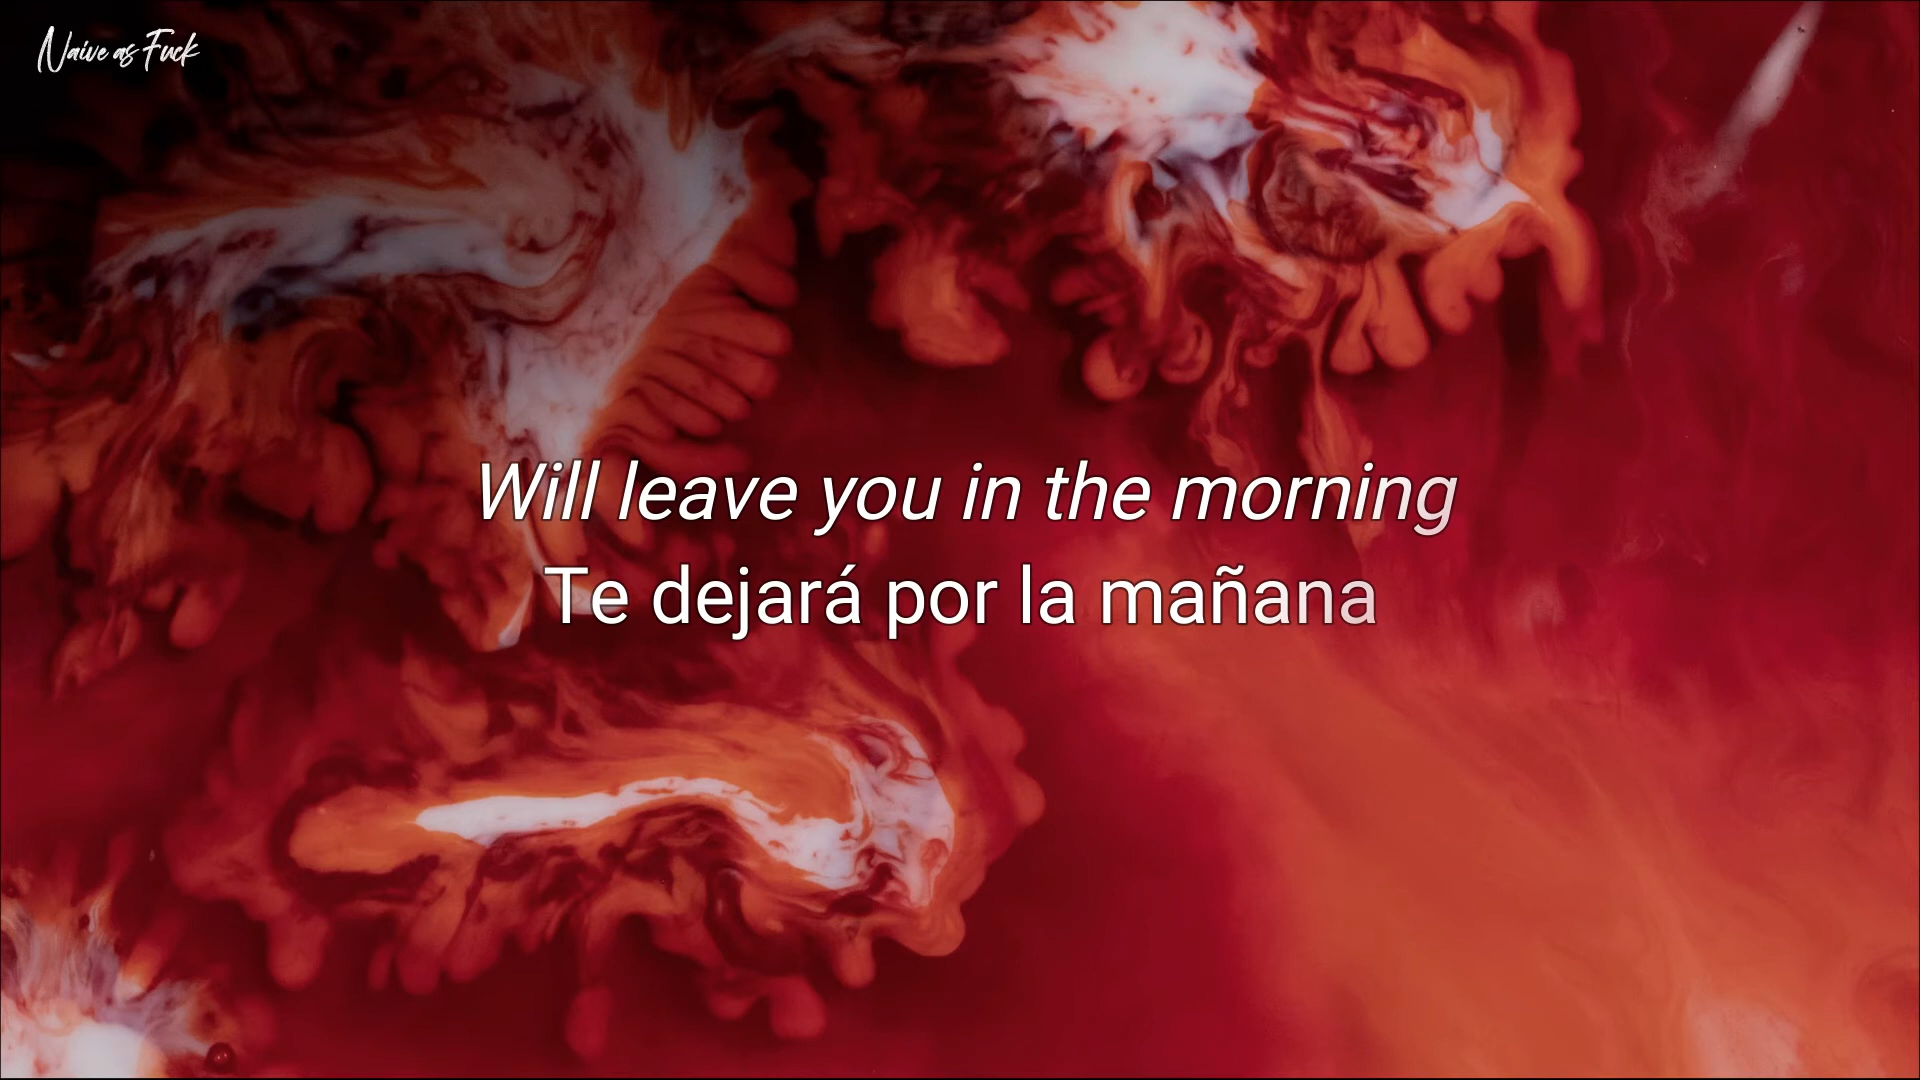 Naive as Fuck
Will leave you in the morning
Te dejará por la mañana